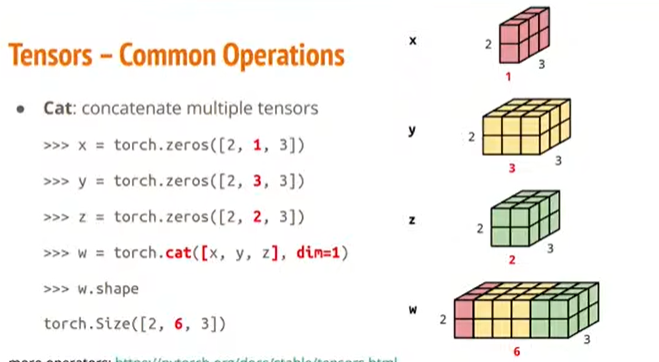 Tensors – Common Operations
● Cat: concatenate multiple tensors
>>> x = torch.zeros([2, 1, 3])
>>> y = torch.zeros([2, 3, 3])
>>> z = torch.zeros([2, 2, 3])
>>> w = torch.cat([x, y, z], dim=1)
>>> w.shape
torch.Size([2, 6, 3])
more operators: https://pytorch.org/docs/stable/tensors.html
x
2
1
3
y
2
3
3
z
2
2
3
w
2
6
3